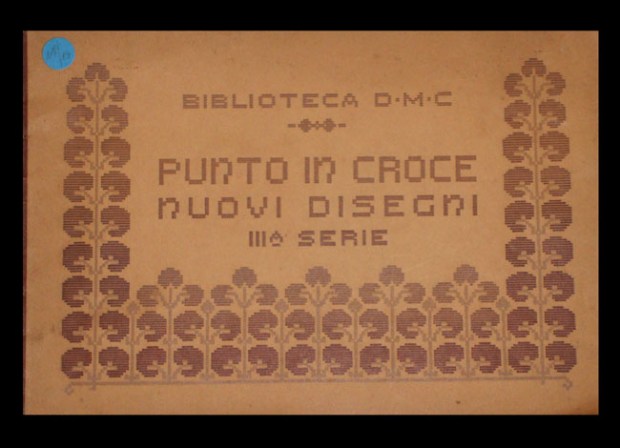 BIBLIOTECA D·M·C
PUNTO IN CROCE
NUOVI DISEGNI
IIIA SERIE